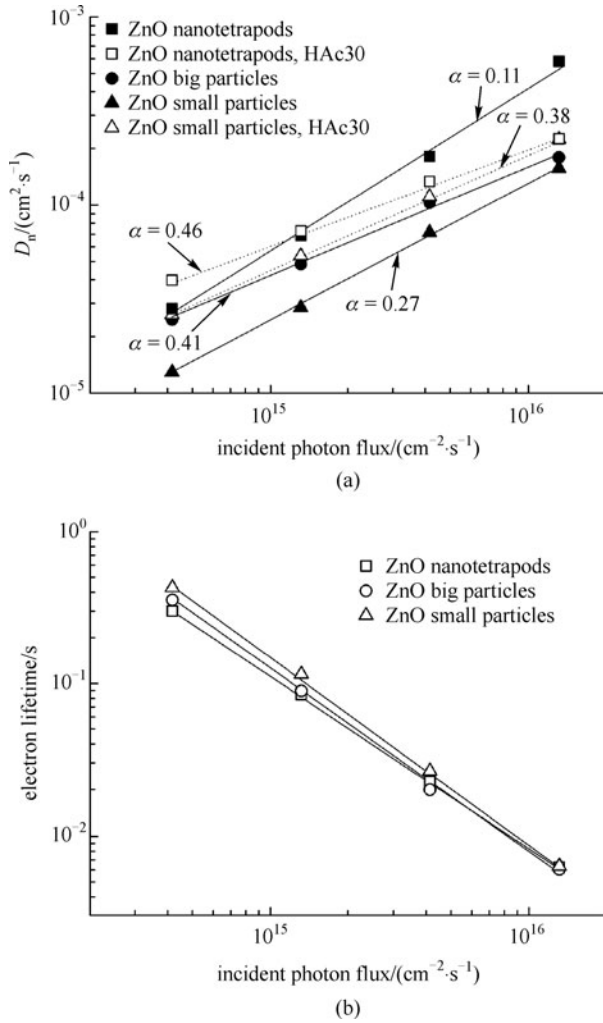 10⁻³
ZnO nanotetrapods
ZnO nanotetrapods, HAc30
ZnO big particles
ZnO small particles
ZnO small particles, HAc30
α = 0.11
α = 0.38
Dₙ/(cm²·s⁻¹)
10⁻⁴
α = 0.46
α = 0.27
α = 0.41
10⁻⁵
10¹⁵
10¹⁶
incident photon flux/(cm⁻²·s⁻¹)
(a)
10⁰
ZnO nanotetrapods
ZnO big particles
ZnO small particles
electron lifetime/s
10⁻¹
10⁻²
10¹⁵
10¹⁶
incident photon flux/(cm⁻²·s⁻¹)
(b)